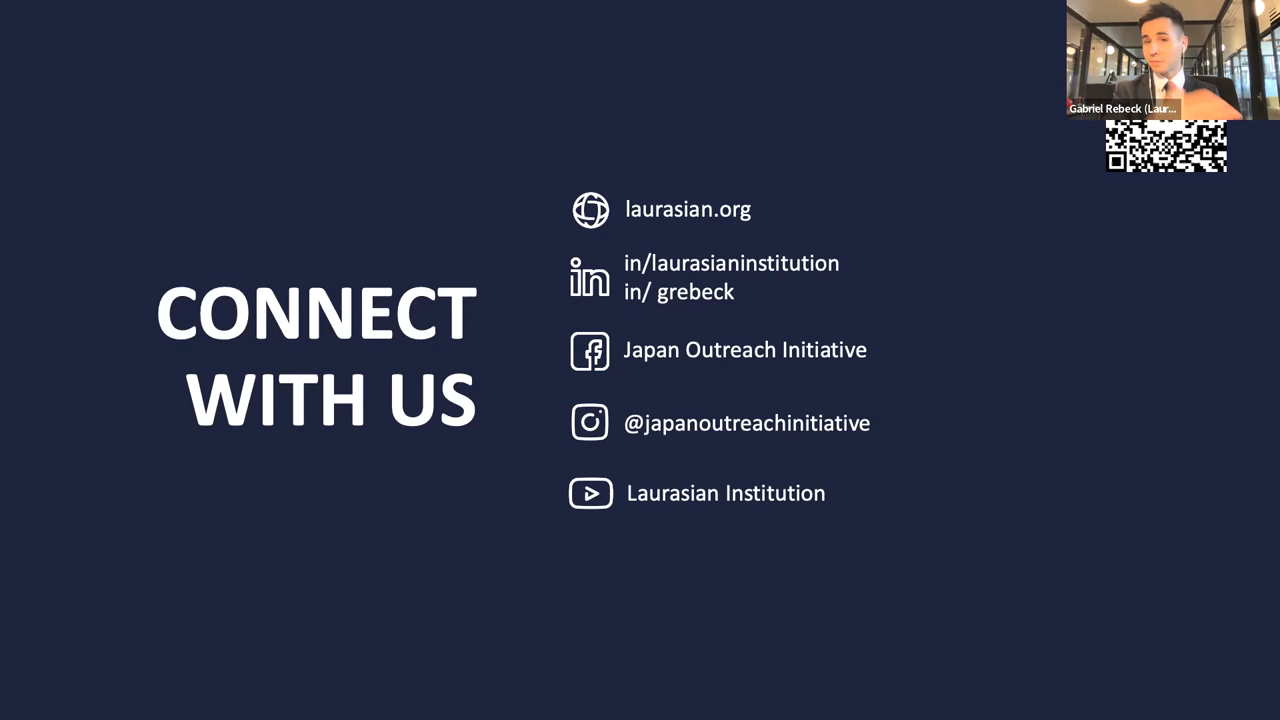 Gabriel Rebeck (Laur...
laurasian.org
in/laurasianinstitution
in/ grebeck
CONNECT
WITH US
Japan Outreach Initiative
@japanoutreachinitiative
Laurasian Institution